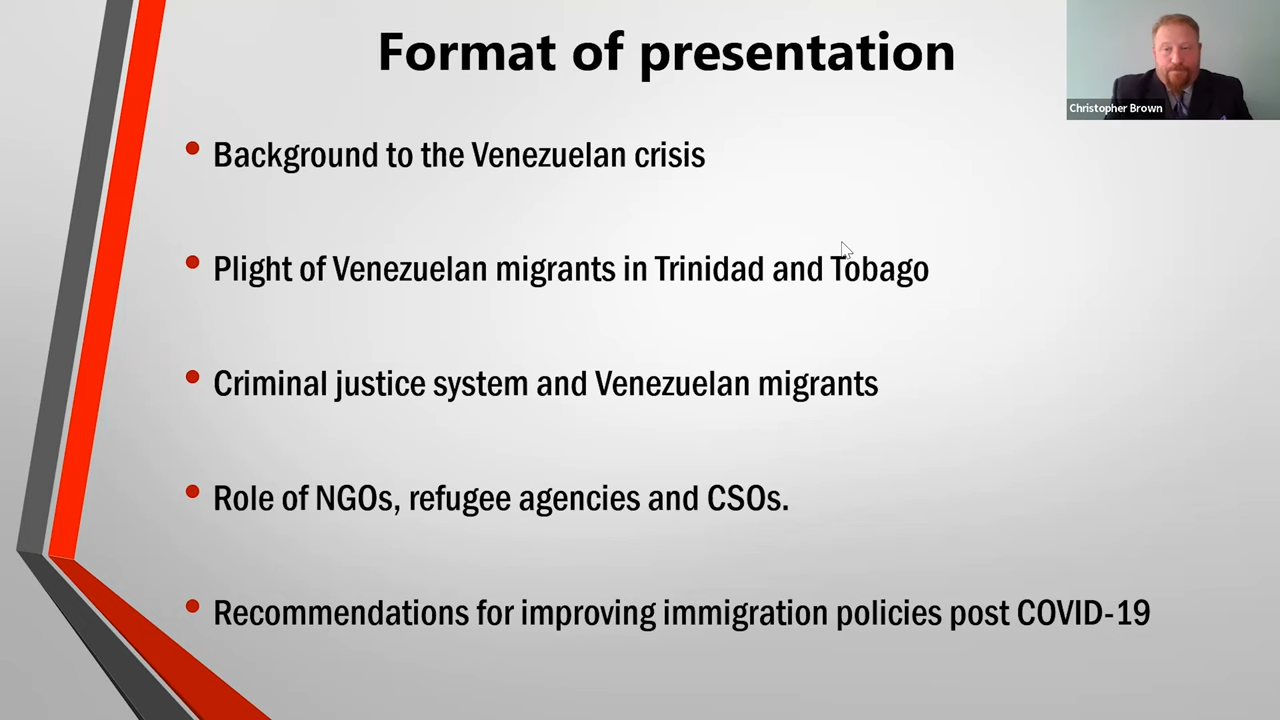 Format of presentation
Christopher Brown
• Background to the Venezuelan crisis
• Plight of Venezuelan migrants in Trinidad and Tobago
• Criminal justice system and Venezuelan migrants
• Role of NGOs, refugee agencies and CSOs.
• Recommendations for improving immigration policies post COVID-19